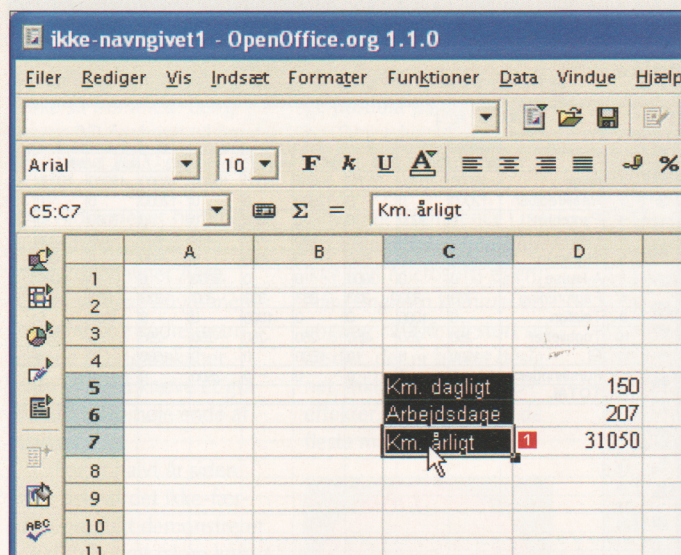 ikke-navngivet1 - OpenOffice.org 1.1.0
Filer Rediger Vis Indsæt Formater Funktioner Data Vindue Hjælp
Arial 10 F k U A %
C5:C7 Σ = Km. årligt
A B C D
1
2
3
4
5 Km. dagligt 150
6 Arbejdsdage 207
7 Km. årligt 1 31050
8
9
ABC 10
11